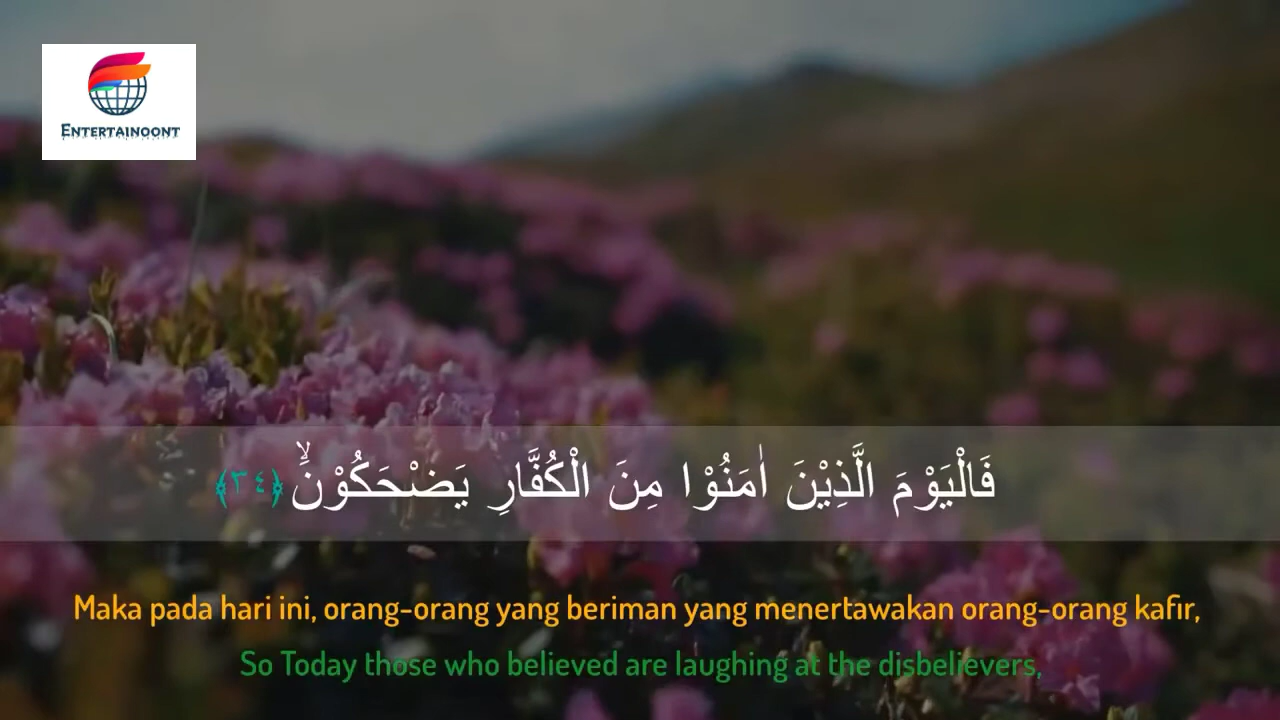 ENTERTAINOONT
فَالْيَوْمَ الَّذِيْنَ اٰمَنُوْا مِنَ الْكُفَّارِ يَضْحَكُوْنَۙ ﴿٣٤﴾
Maka pada hari ini, orang-orang yang beriman yang menertawakan orang-orang kafir,
So Today those who believed are laughing at the disbelievers,